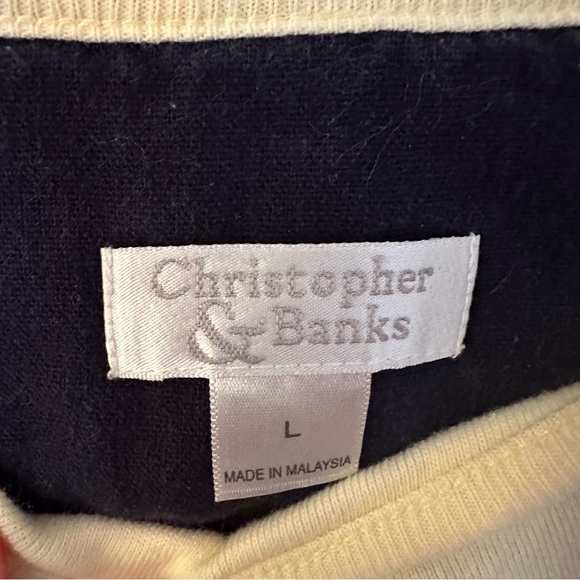 Christopher
& Banks
L
MADE IN MALAYSIA